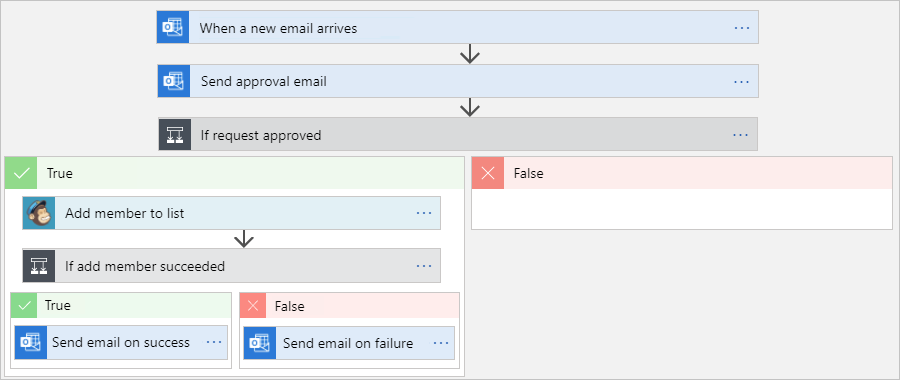 When a new email arrives
Send approval email
If request approved
True
False
Add member to list
If add member succeeded
True
False
Send email on success
Send email on failure